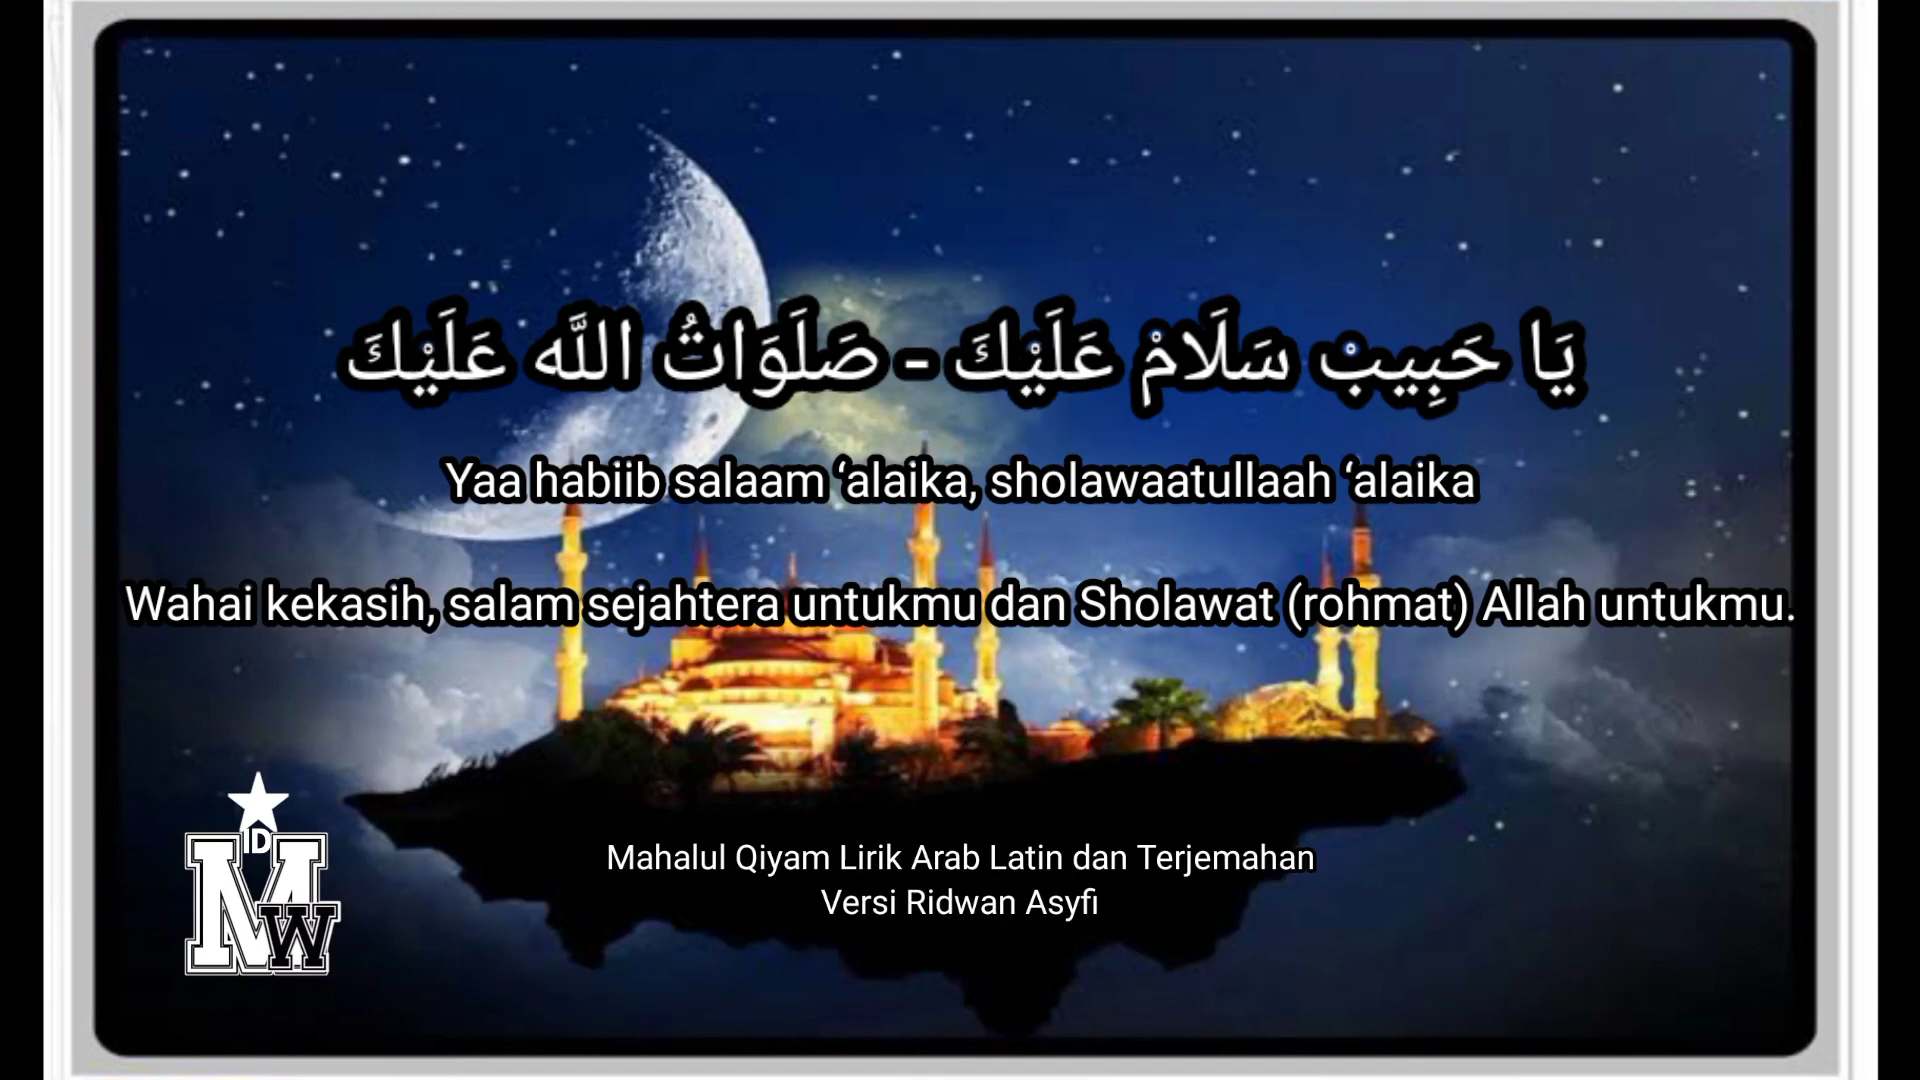 يَا حَبِيبْ سَلَامْ عَلَيْكَ - صَلَوَاتُ اللَّه عَلَيْكَ
Yaa habiib salaam ‘alaika, sholawaatullaah ‘alaika
Wahai kekasih, salam sejahtera untukmu dan Sholawat (rohmat) Allah untukmu.
Mahalul Qiyam Lirik Arab Latin dan Terjemahan
Versi Ridwan Asyfi
ID
MW